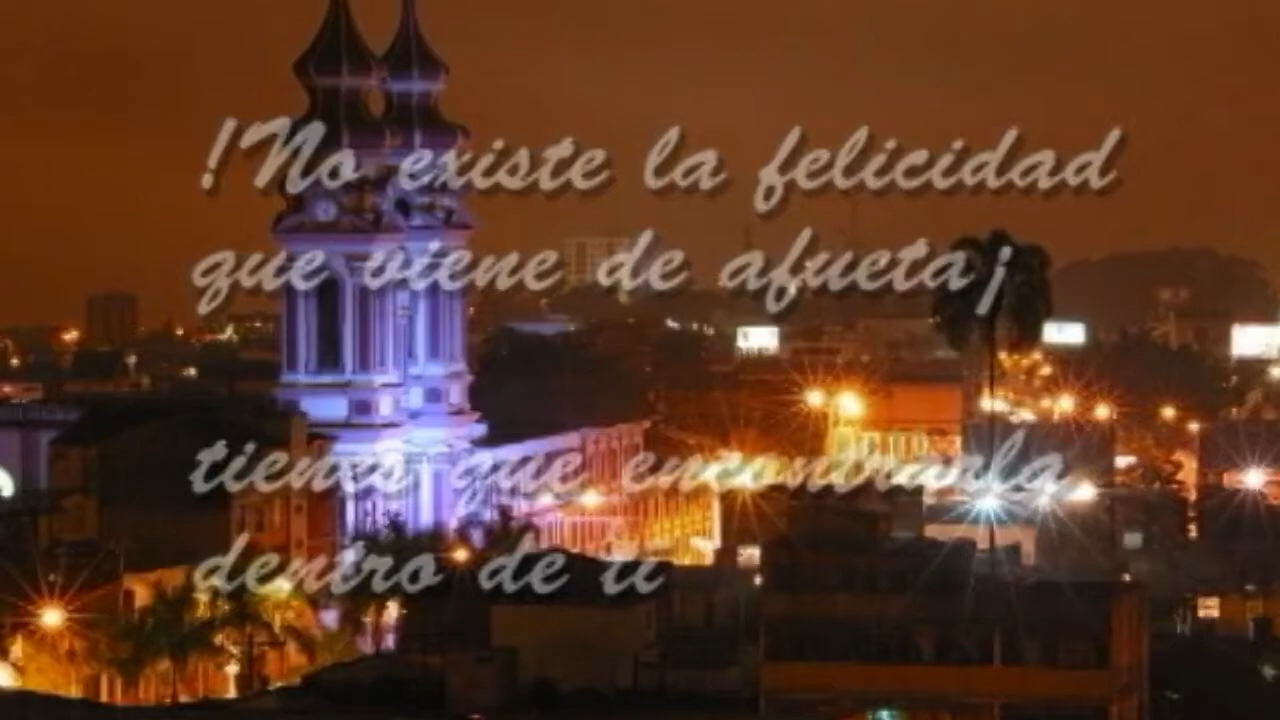 !No existe la felicidad
que viene de afueta¡
tienes que encontrarla
dentro de ti